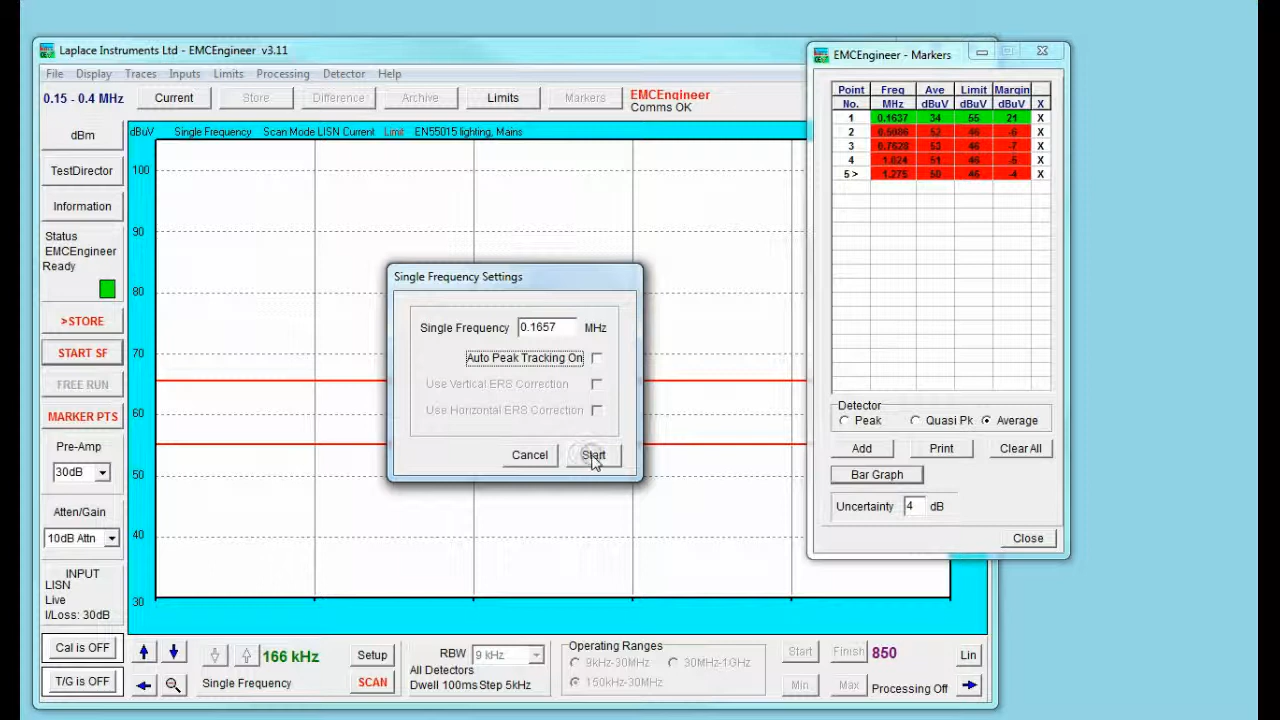 Laplace Instruments Ltd - EMCEngineer v3.11
File Display Traces Inputs Limits Processing Detector Help
0.15 - 0.4 MHz Current Store Difference Archive Limits Markers EMCEngineer
Comms OK
dBm
TestDirector
Information
Status
EMCEngineer
Ready
>STORE
START SF
FREE RUN
MARKER PTS
Pre-Amp
30dB
Atten/Gain
10dB Attn
INPUT
LISN
Live
I/Loss: 30dB
Cal is OFF
T/G is OFF
dBuV Single Frequency Scan Mode LISN Current Limit EN55015 lighting, Mains
100
90
80
70
60
50
40
30
Single Frequency Settings
Single Frequency 0.1657 MHz
Auto Peak Tracking On
Use Vertical ERS Correction
Use Horizontal ERS Correction
Cancel Start
166 kHz Setup
Single Frequency SCAN
RBW 9 kHz
All Detectors
Dwell 100ms Step 5kHz
Operating Ranges
9kHz-30MHz 30MHz-1GHz
150kHz-30MHz
Start Finish 850 Lin
Min Max Processing Off
EMCEngineer - Markers
Point Freq Ave Limit Margin
No. MHz dBuV dBuV dBuV X
1 0.1637 34 55 21 X
2 0.5086 52 46 -6 X
3 0.7628 53 46 -7 X
4 1.024 51 46 -5 X
5 > 1.275 50 46 -4 X
Detector
Peak Quasi Pk Average
Add Print Clear All
Bar Graph
Uncertainty 4 dB
Close